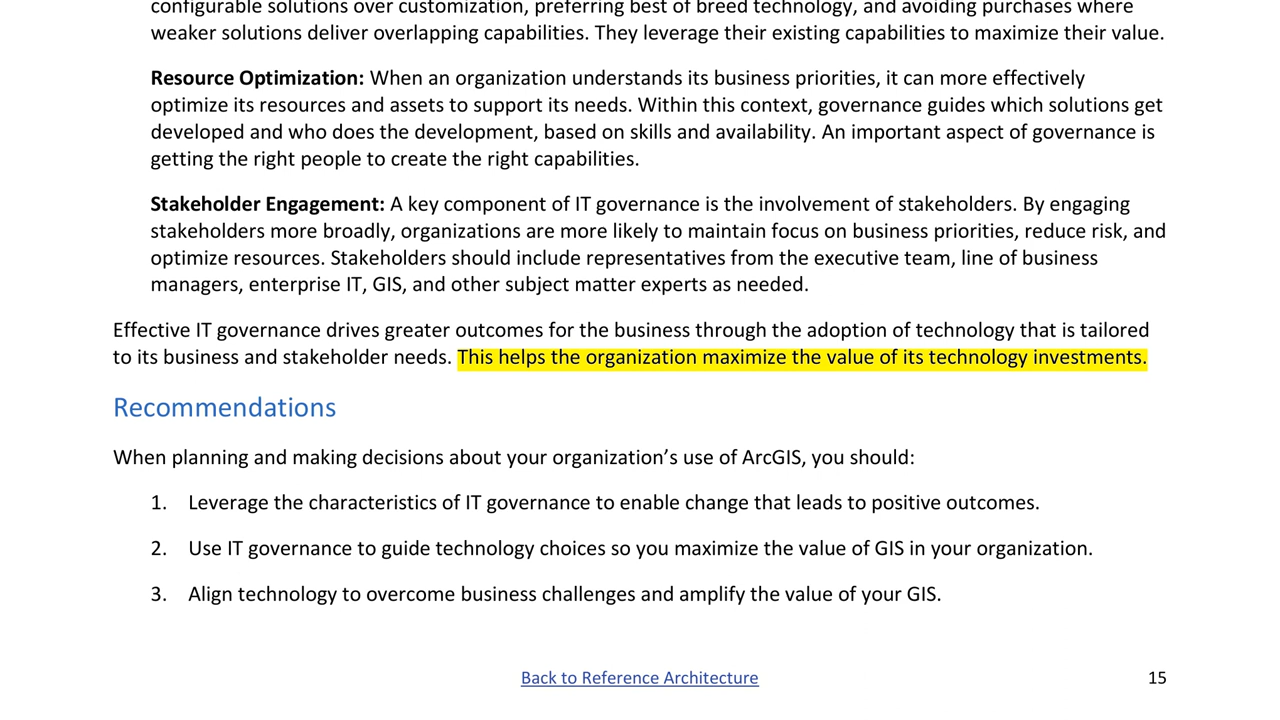 configurable solutions over customization, preferring best of breed technology, and avoiding purchases where
weaker solutions deliver overlapping capabilities. They leverage their existing capabilities to maximize their value.
Resource Optimization: When an organization understands its business priorities, it can more effectively
optimize its resources and assets to support its needs. Within this context, governance guides which solutions get
developed and who does the development, based on skills and availability. An important aspect of governance is
getting the right people to create the right capabilities.
Stakeholder Engagement: A key component of IT governance is the involvement of stakeholders. By engaging
stakeholders more broadly, organizations are more likely to maintain focus on business priorities, reduce risk, and
optimize resources. Stakeholders should include representatives from the executive team, line of business
managers, enterprise IT, GIS, and other subject matter experts as needed.
Effective IT governance drives greater outcomes for the business through the adoption of technology that is tailored
to its business and stakeholder needs. This helps the organization maximize the value of its technology investments.
Recommendations
When planning and making decisions about your organization’s use of ArcGIS, you should:
1. Leverage the characteristics of IT governance to enable change that leads to positive outcomes.
2. Use IT governance to guide technology choices so you maximize the value of GIS in your organization.
3. Align technology to overcome business challenges and amplify the value of your GIS.
Back to Reference Architecture 15